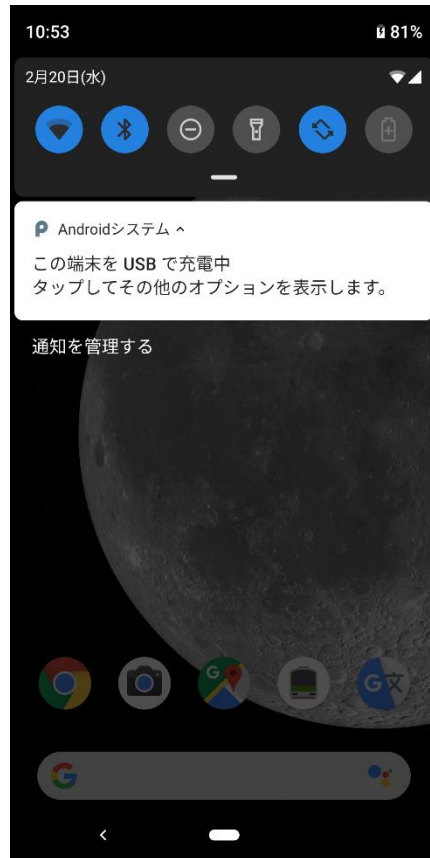 10:53
81%
2月20日(水)
Androidシステム
この端末を USB で充電中
タップしてその他のオプションを表示します。
通知を管理する
G文
G